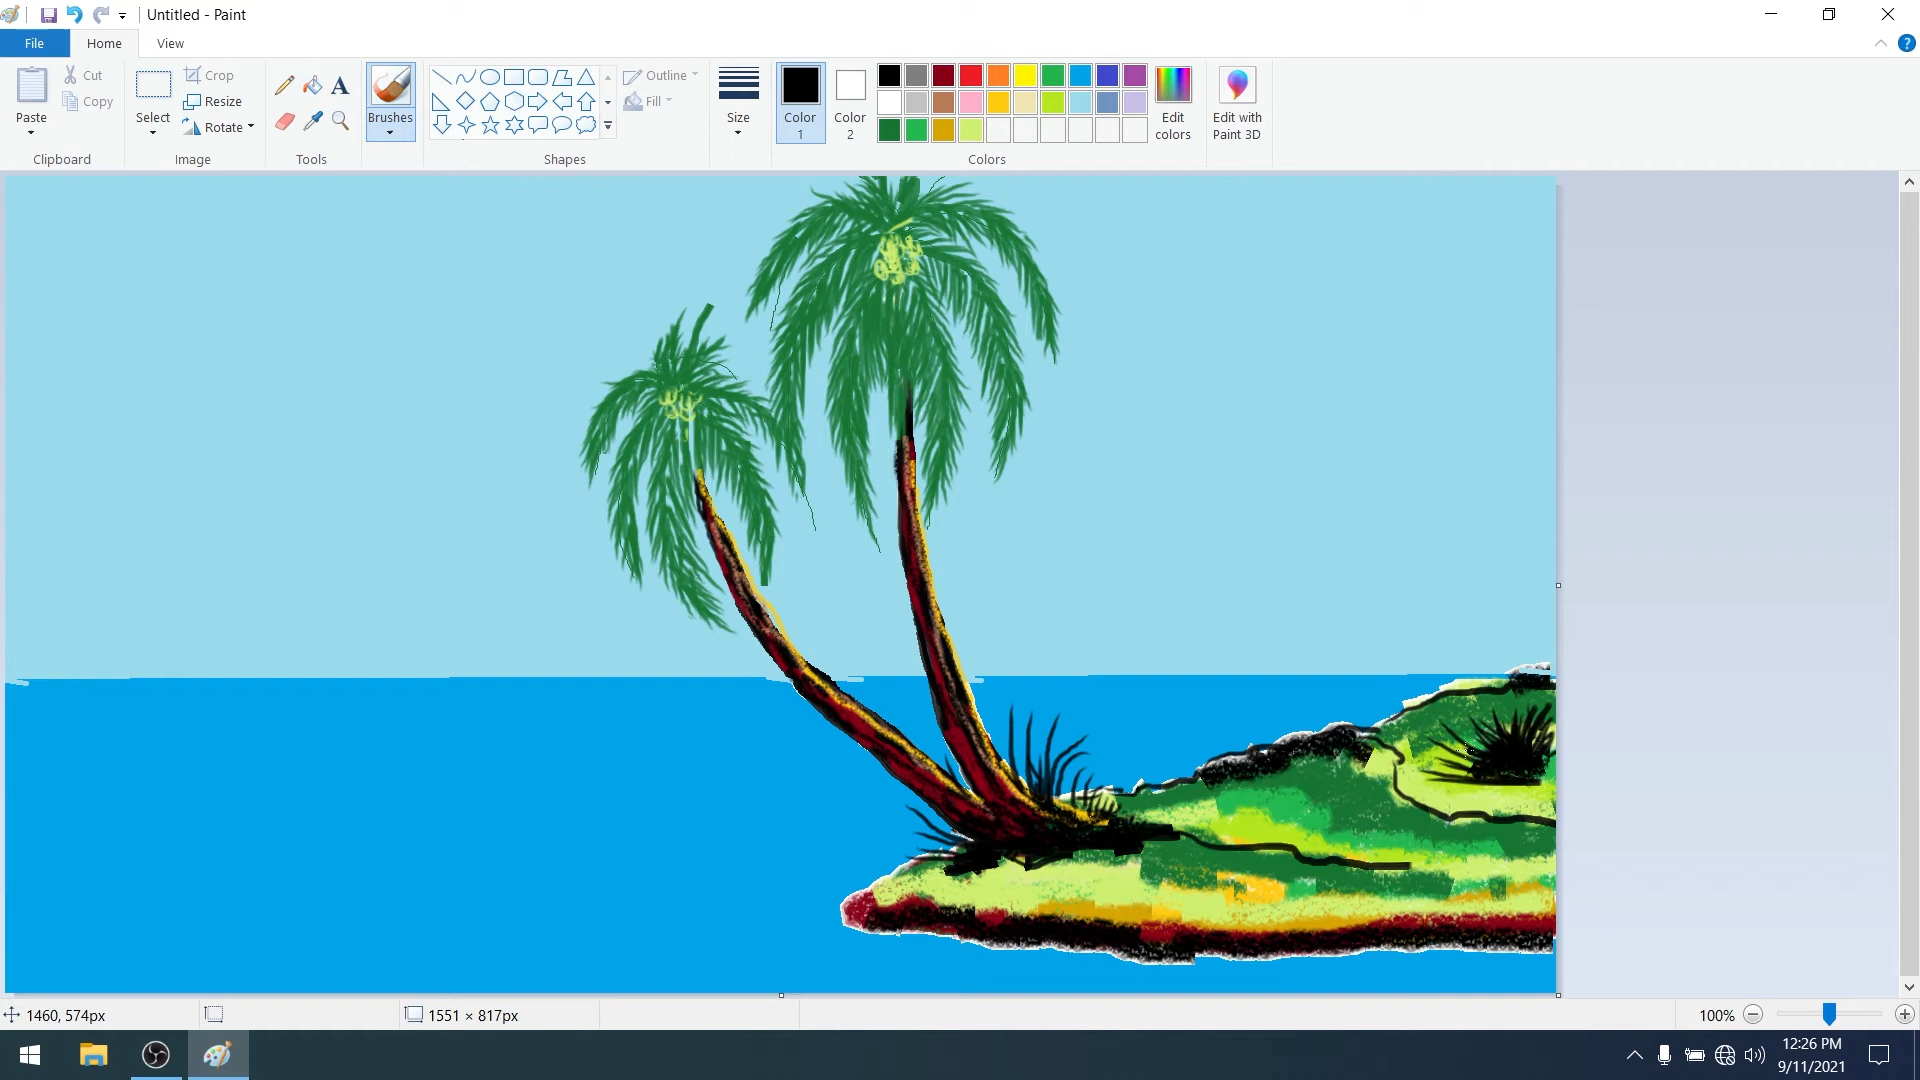 Untitled - Paint
File Home View
Paste
Cut
Copy
Clipboard
Select
Crop
Resize
Rotate
Image
A
Tools
Brushes
Shapes
Outline
Fill
Size
Color
1
Color
2
Edit
colors
Colors
Edit with
Paint 3D
1460, 574px
1551 × 817px
100%
12:26 PM
9/11/2021